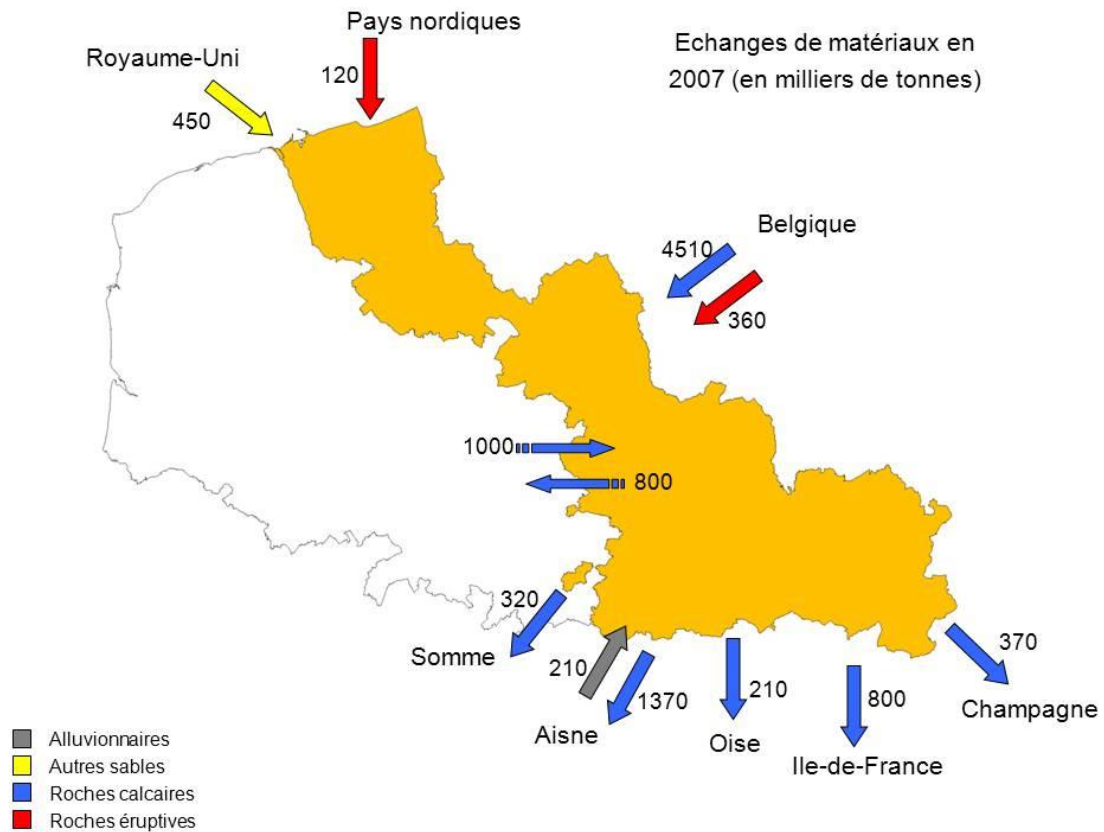 Pays nordiques
Echanges de matériaux en
2007 (en milliers de tonnes)
Royaume-Uni
120
450
Belgique
4510
360
1000
800
320
Somme
210
1370
Aisne
210
Oise
800
Ile-de-France
370
Champagne
Alluvionnaires
Autres sables
Roches calcaires
Roches éruptives